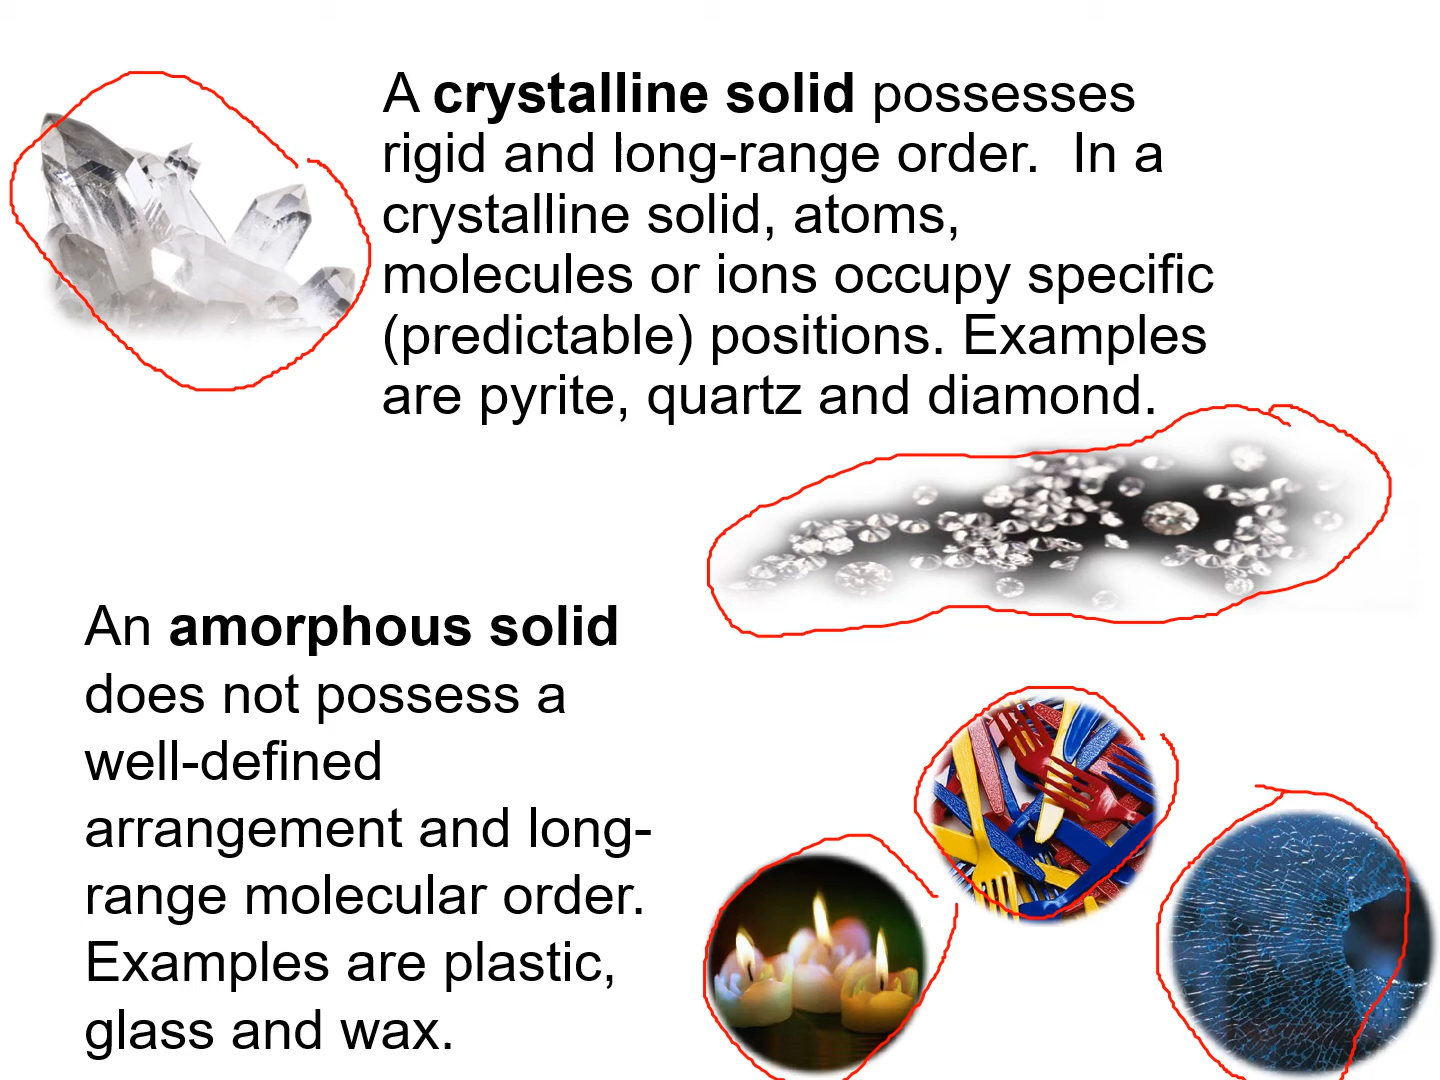 A crystalline solid possesses
rigid and long-range order.  In a
crystalline solid, atoms,
molecules or ions occupy specific
(predictable) positions. Examples
are pyrite, quartz and diamond.
An amorphous solid
does not possess a
well-defined
arrangement and long-
range molecular order.
Examples are plastic,
glass and wax.